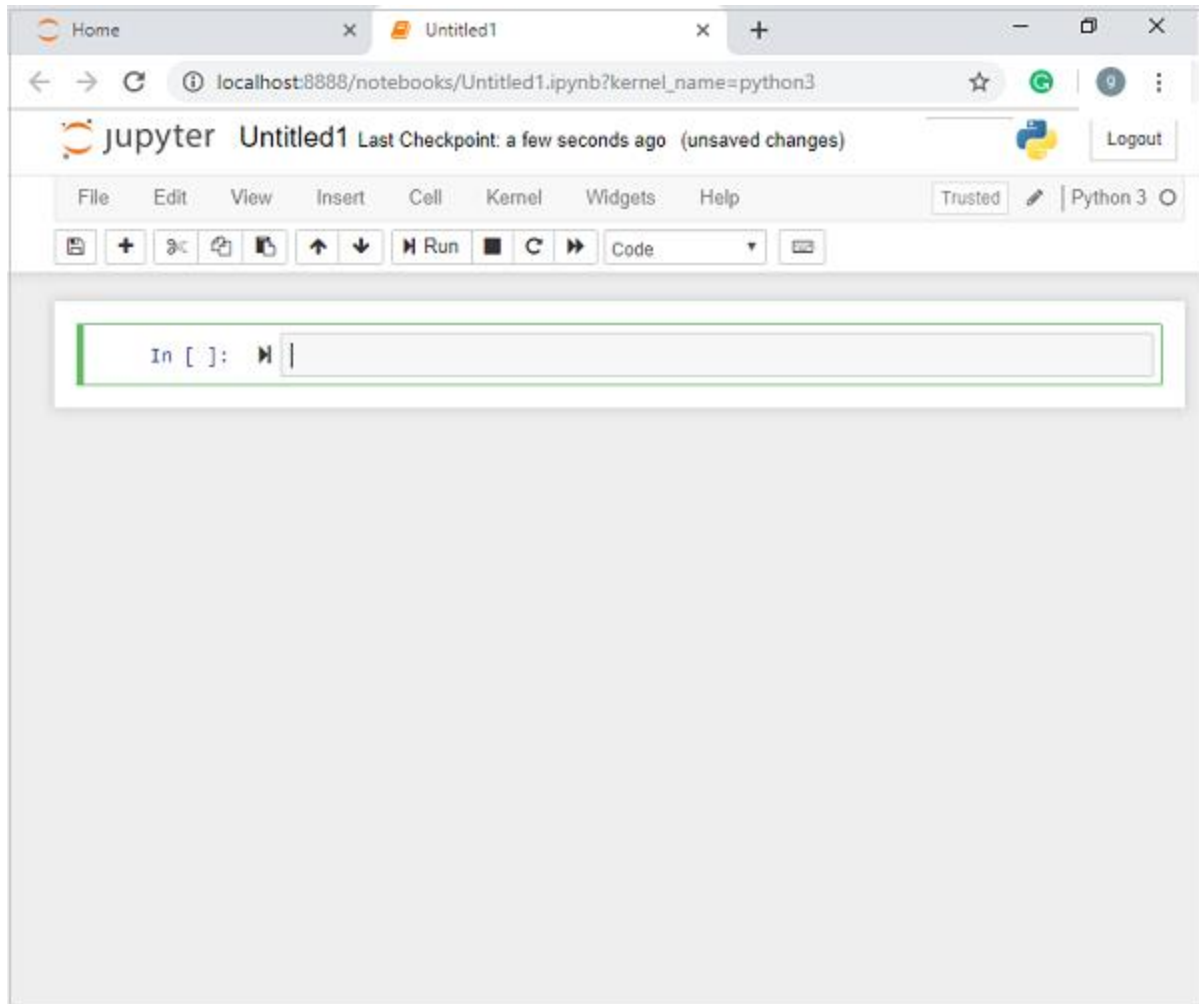 Home Untitled1
localhost:8888/notebooks/Untitled1.ipynb?kernel_name=python3 9
jupyter Untitled1 Last Checkpoint: a few seconds ago (unsaved changes) Logout
File Edit View Insert Cell Kernel Widgets Help Trusted Python 3
Run Code
In [ ]: